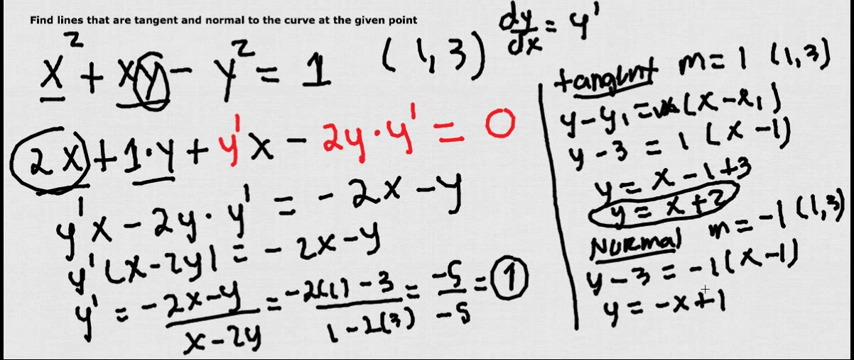 Find lines that are tangent and normal to the curve at the given point
x² + xy - y² = 1 (1,3) dy/dx = y'
2x + 1·y + y'x - 2y·y' = 0
y'x - 2y·y' = -2x - y
y'(x-2y) = -2x-y
y' = (-2x-y)/(x-2y) = (-2(1)-3)/(1-2(3)) = -5/-5 = 1
tangent m=1 (1,3)
y-y₁=m(x-x₁)
y-3 = 1(x-1)
y = x-1+3
y = x+2
Normal m=-1 (1,3)
y-3=-1(x-1)
y = -x+1